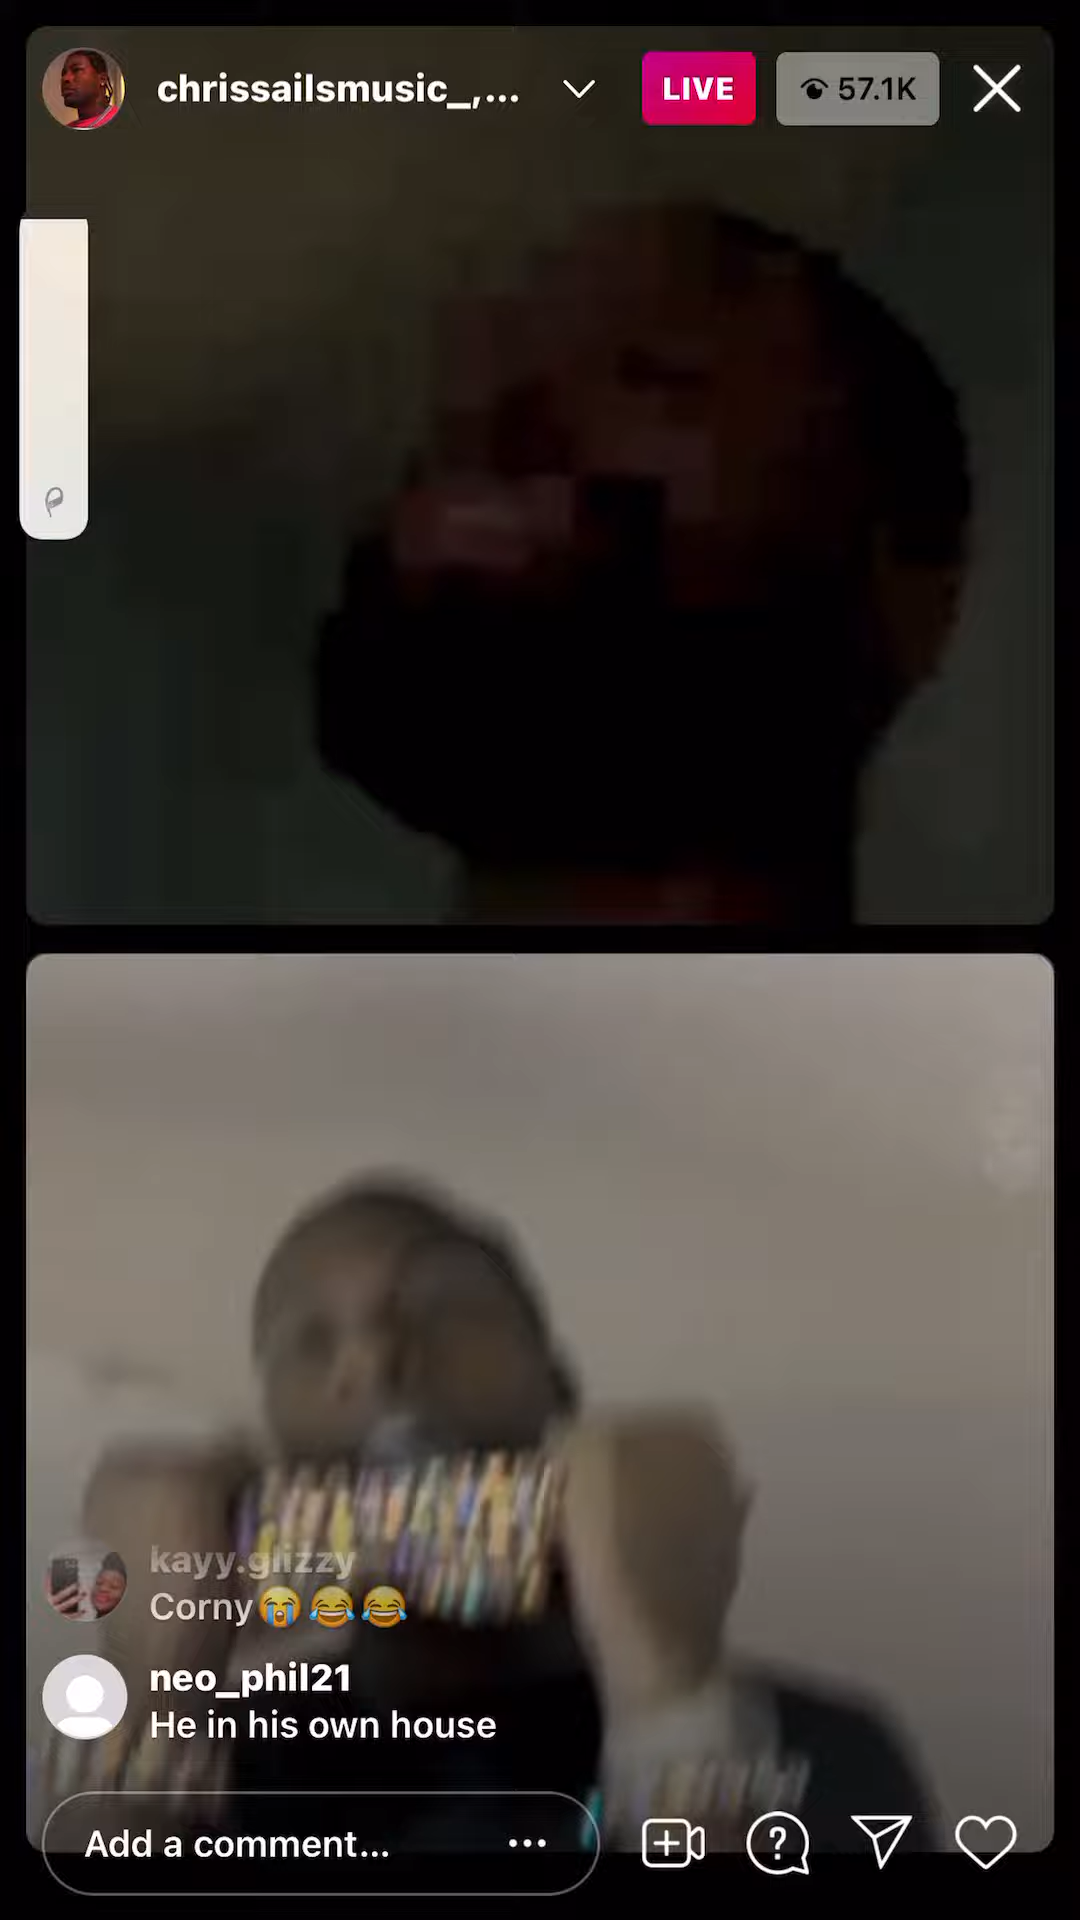 chrissailsmusic_,...
LIVE
57.1K
kayy.glizzy
Corny😭😂😂
neo_phil21
He in his own house
Add a comment...